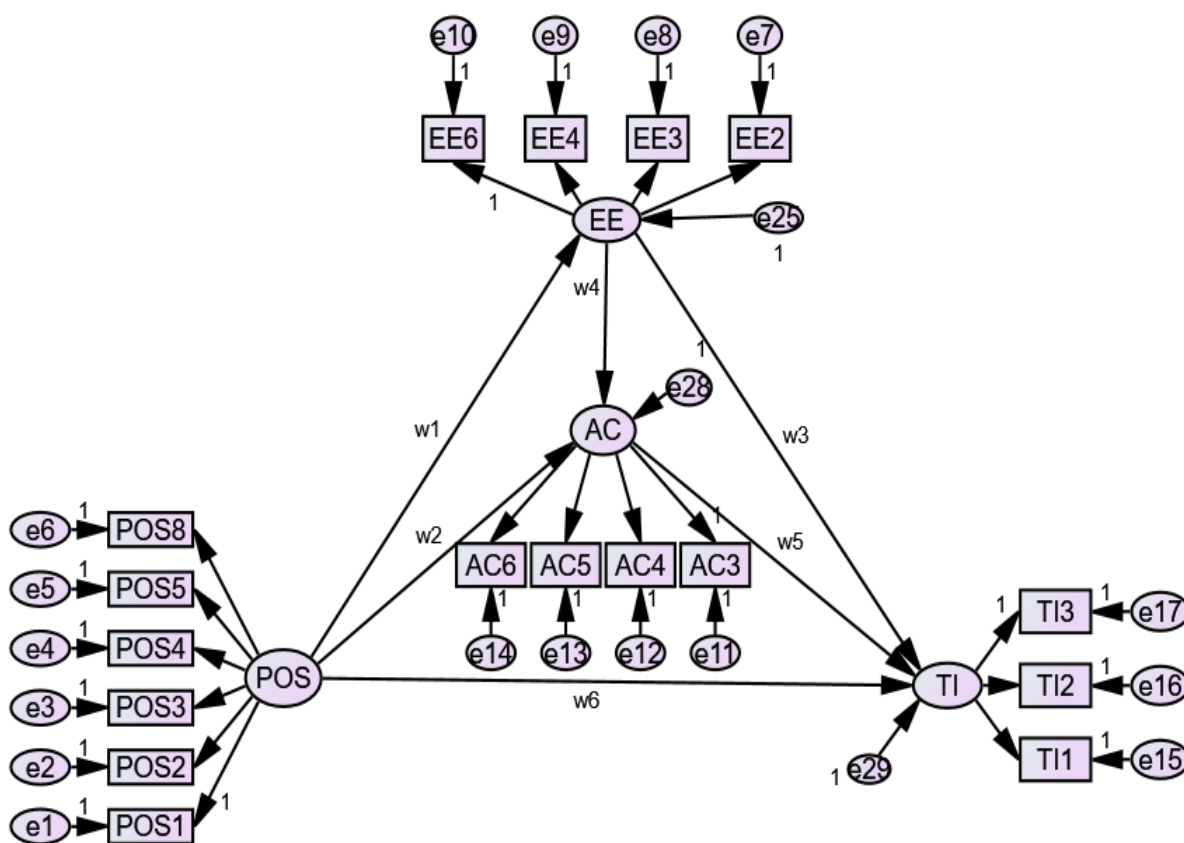 e10 e9 e8 e7
1 1 1 1
EE6 EE4 EE3 EE2
1
EE
e25
1
w4
1
e28
w1
AC
w3
w2
1
w5
AC6 AC5 AC4 AC3
1 1 1 1
e14 e13 e12 e11
e6 1 POS8
e5 1 POS5
e4 1 POS4
e3 1 POS3
e2 1 POS2
e1 1 POS1
1
POS
w6
TI
1 TI3 1 e17
TI2 1 e16
TI1 1 e15
1 e29